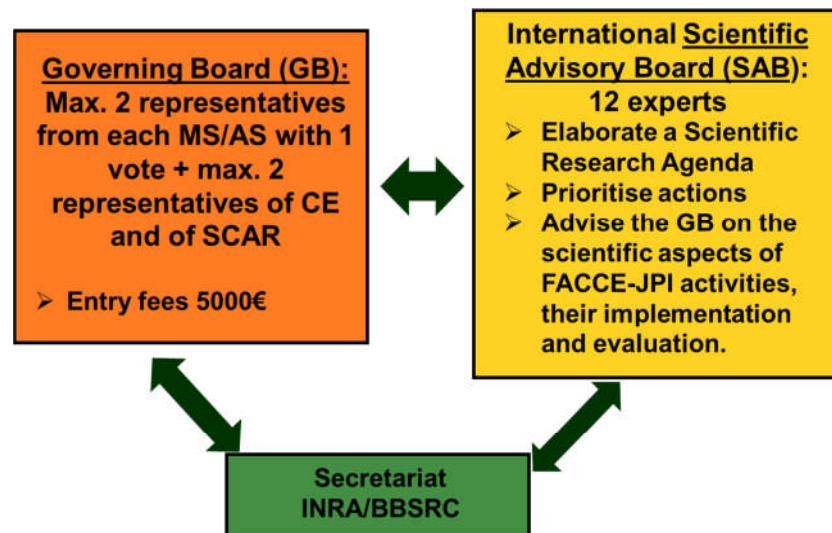 Governing Board (GB):
Max. 2 representatives
from each MS/AS with 1
vote + max. 2
representatives of CE
and of SCAR
➢ Entry fees 5000€
International Scientific
Advisory Board (SAB):
12 experts
➢ Elaborate a Scientific
Research Agenda
➢ Prioritise actions
➢ Advise the GB on the
scientific aspects of
FACCE-JPI activities,
their implementation
and evaluation.
Secretariat
INRA/BBSRC